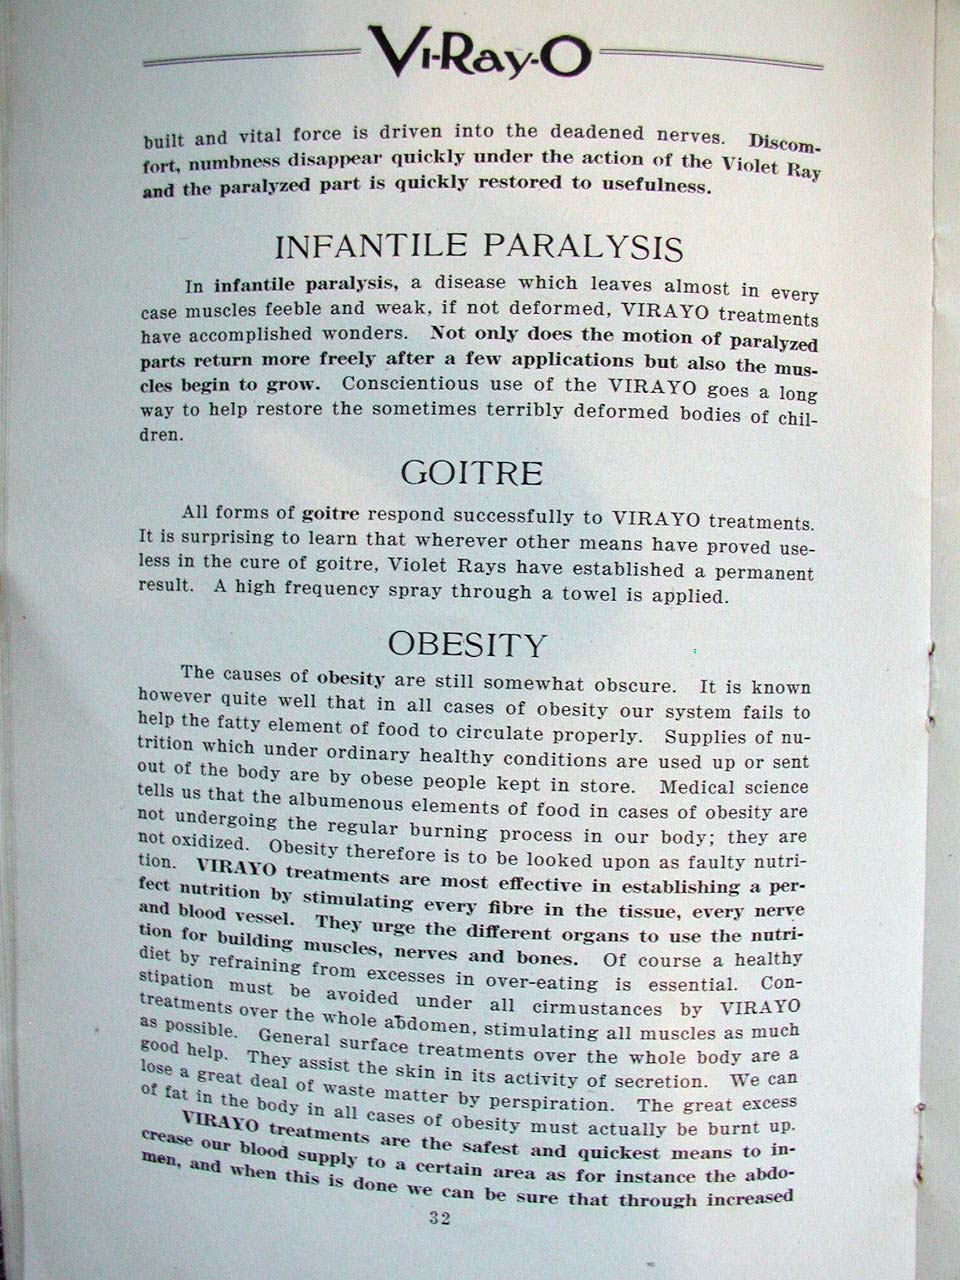 Vi-Ray-O
built and vital force is driven into the deadened nerves. Discom-
fort, numbness disappear quickly under the action of the Violet Ray
and the paralyzed part is quickly restored to usefulness.
INFANTILE PARALYSIS
In infantile paralysis, a disease which leaves almost in every
case muscles feeble and weak, if not deformed, VIRAYO treatments
have accomplished wonders. Not only does the motion of paralyzed
parts return more freely after a few applications but also the mus-
cles begin to grow. Conscientious use of the VIRAYO goes a long
way to help restore the sometimes terribly deformed bodies of chil-
dren.
GOITRE
All forms of goitre respond successfully to VIRAYO treatments.
It is surprising to learn that wherever other means have proved use-
less in the cure of goitre, Violet Rays have established a permanent
result. A high frequency spray through a towel is applied.
OBESITY
The causes of obesity are still somewhat obscure. It is known
however quite well that in all cases of obesity our system fails to
help the fatty element of food to circulate properly. Supplies of nu-
trition which under ordinary healthy conditions are used up or sent
out of the body are by obese people kept in store. Medical science
tells us that the albumenous elements of food in cases of obesity are
not undergoing the regular burning process in our body; they are
not oxidized. Obesity therefore is to be looked upon as faulty nutri-
tion. VIRAYO treatments are most effective in establishing a per-
fect nutrition by stimulating every fibre in the tissue, every nerve
and blood vessel. They urge the different organs to use the nutri-
tion for building muscles, nerves and bones. Of course a healthy
diet by refraining from excesses in over-eating is essential. Con-
stipation must be avoided under all cirmustances by VIRAYO
treatments over the whole abdomen, stimulating all muscles as much
as possible. General surface treatments over the whole body are a
good help. They assist the skin in its activity of secretion. We can
lose a great deal of waste matter by perspiration. The great excess
of fat in the body in all cases of obesity must actually be burnt up.
VIRAYO treatments are the safest and quickest means to in-
crease our blood supply to a certain area as for instance the abdo-
men, and when this is done we can be sure that through increased
32